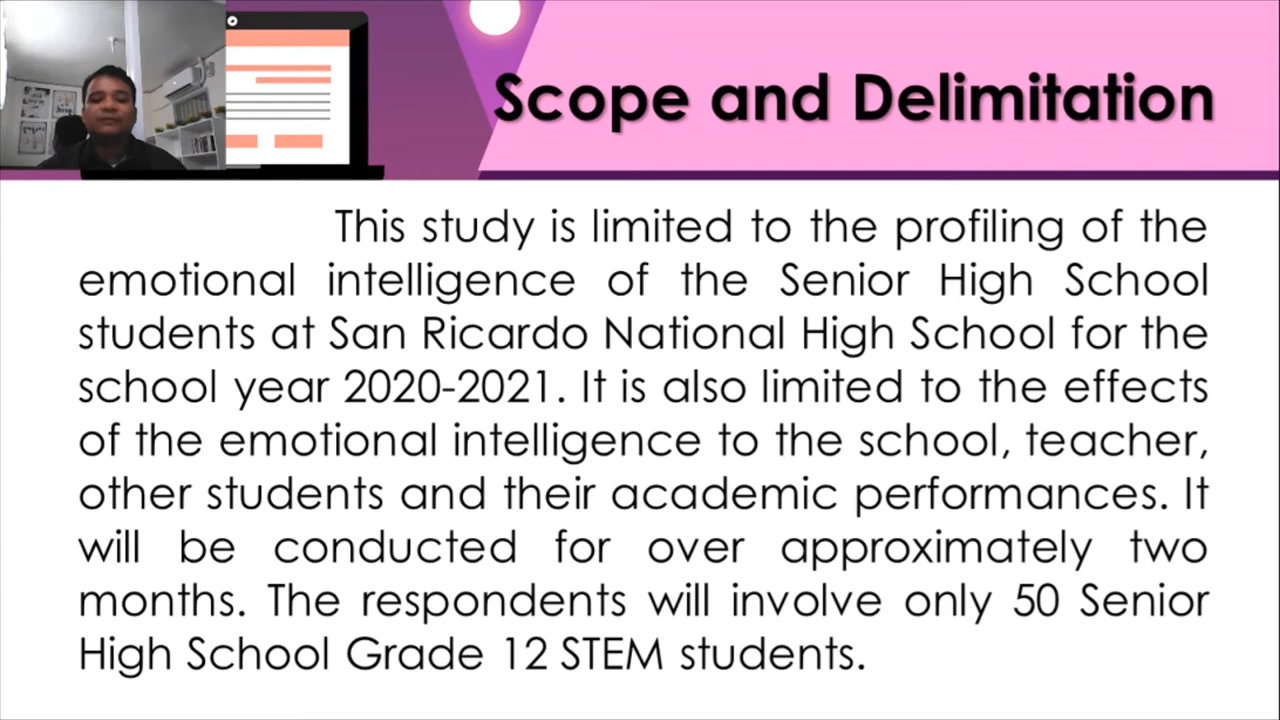 Scope and Delimitation
This study is limited to the profiling of the
emotional intelligence of the Senior High School
students at San Ricardo National High School for the
school year 2020-2021. It is also limited to the effects
of the emotional intelligence to the school, teacher,
other students and their academic performances. It
will be conducted for over approximately two
months. The respondents will involve only 50 Senior
High School Grade 12 STEM students.